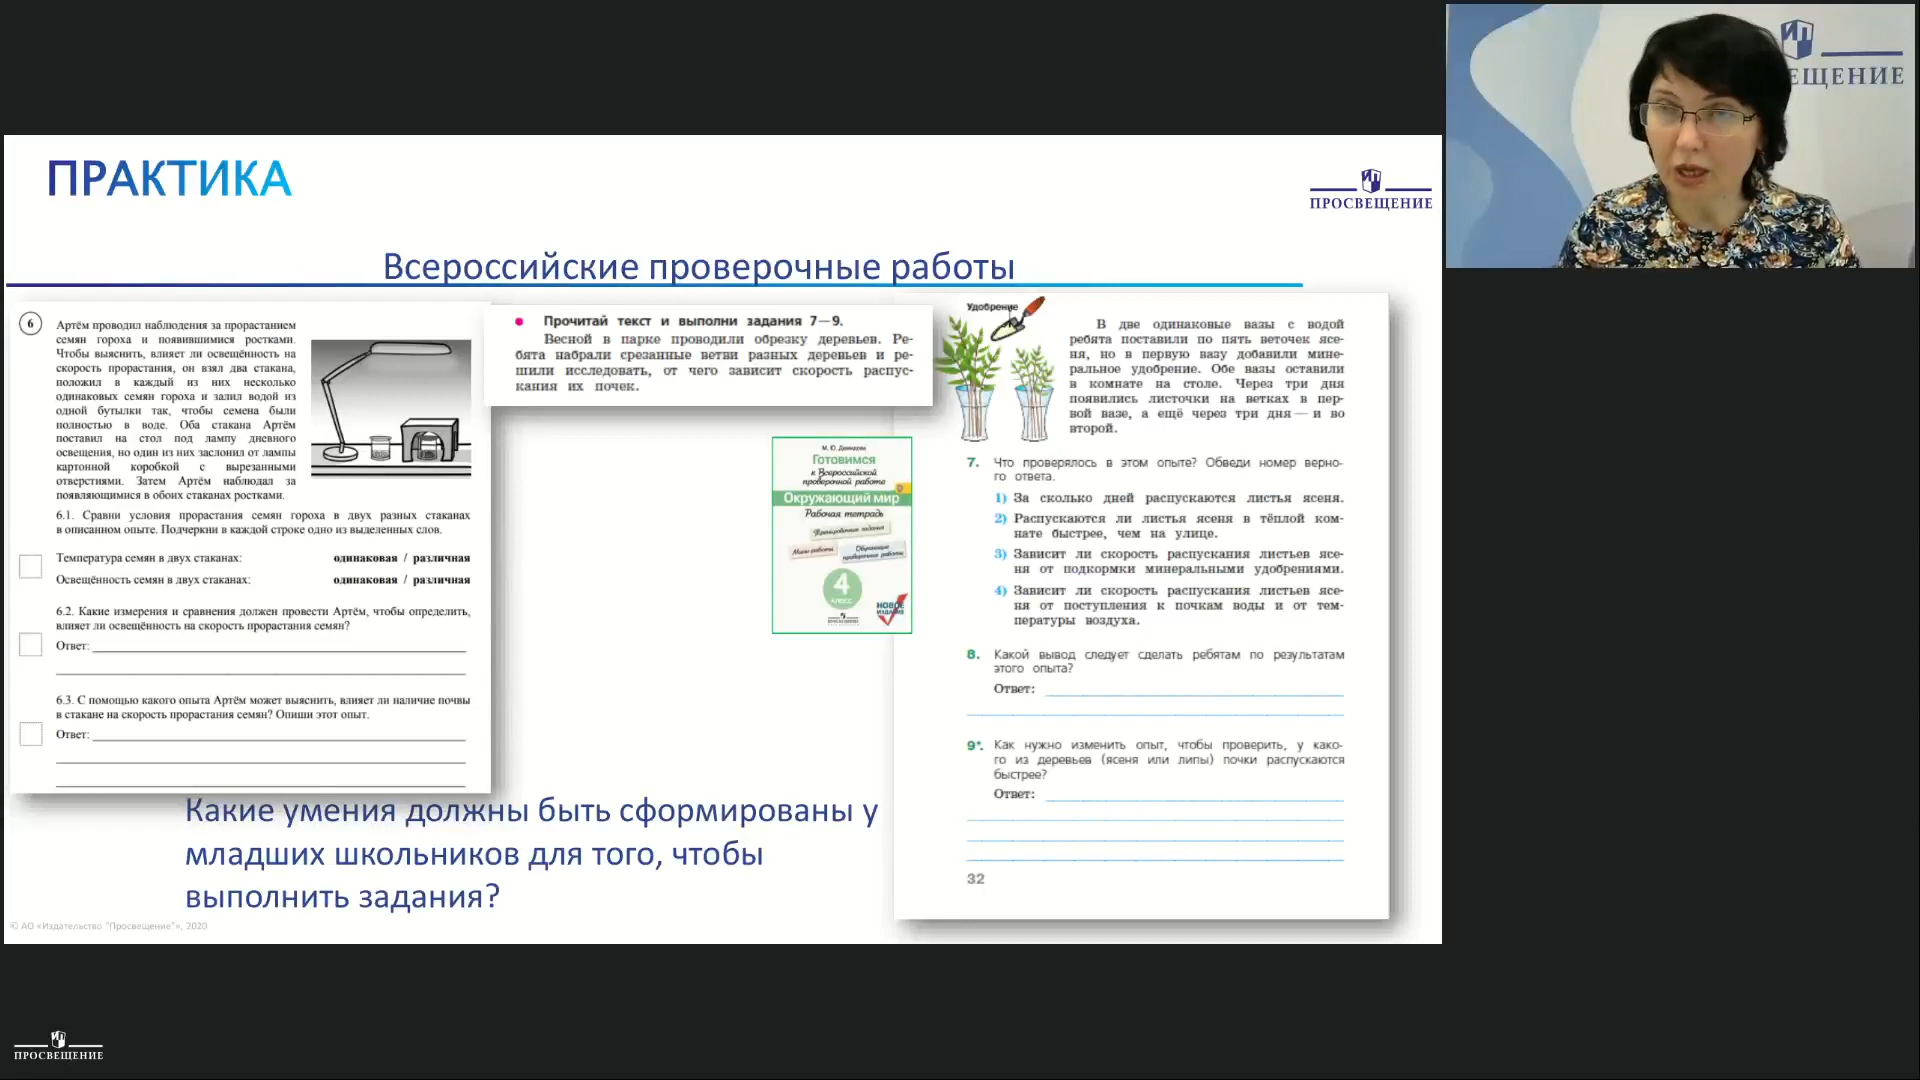 ЕЩЕНИЕ
ПРАКТИКА
ПРОСВЕЩЕНИЕ
Всероссийские проверочные работы
6
Артём проводил наблюдения за прорастанием
семян гороха и появившимися ростками.
Чтобы выяснить, влияет ли освещённость на
скорость прорастания, он взял два стакана,
положил в каждый из них несколько
одинаковых семян гороха и залил водой из
одной бутылки так, чтобы семена были
полностью в воде. Оба стакана Артём
поставил на стол под лампу дневного
освещения, но один из них заслонил от лампы
картонной коробкой с вырезанными
отверстиями. Затем Артём наблюдал за
появляющимися в обоих стаканах ростками.
6.1. Сравни условия прорастания семян гороха в двух разных стаканах
в описанном опыте. Подчеркни в каждой строке одно из выделенных слов.
Температура семян в двух стаканах: одинаковая / различная
Освещённость семян в двух стаканах: одинаковая / различная
6.2. Какие измерения и сравнения должен провести Артём, чтобы определить,
влияет ли освещённость на скорость прорастания семян?
Ответ:
6.3. С помощью какого опыта Артём может выяснить, влияет ли наличие почвы
в стакане на скорость прорастания семян? Опиши этот опыт.
Ответ:
Прочитай текст и выполни задания 7—9.
Весной в парке проводили обрезку деревьев. Ре-
бята набрали срезанные ветви разных деревьев и ре-
шили исследовать, от чего зависит скорость распус-
кания их почек.
М. Ю. Демидова
Готовимся
к Всероссийской
проверочной работе
Окружающий мир
Рабочая тетрадь
Тренировочные задания
Мини-работы
Обучающие
проверочные работы
4
класс
НОВОЕ
ИЗДАНИЕ
Удобрение
В две одинаковые вазы с водой
ребята поставили по пять веточек ясе-
ня, но в первую вазу добавили мине-
ральное удобрение. Обе вазы оставили
в комнате на столе. Через три дня
появились листочки на ветках в пер-
вой вазе, а ещё через три дня — и во
второй.
7. Что проверялось в этом опыте? Обведи номер верно-
го ответа.
1) За сколько дней распускаются листья ясеня.
2) Распускаются ли листья ясеня в тёплой ком-
нате быстрее, чем на улице.
3) Зависит ли скорость распускания листьев ясе-
ня от подкормки минеральными удобрениями.
4) Зависит ли скорость распускания листьев ясе-
ня от поступления к почкам воды и от тем-
пературы воздуха.
8. Какой вывод следует сделать ребятам по результатам
этого опыта?
Ответ:
9*. Как нужно изменить опыт, чтобы проверить, у како-
го из деревьев (ясеня или липы) почки распускаются
быстрее?
Ответ:
32
Какие умения должны быть сформированы у
младших школьников для того, чтобы
выполнить задания?
© АО «Издательство "Просвещение"», 2020
ПРОСВЕЩЕНИЕ